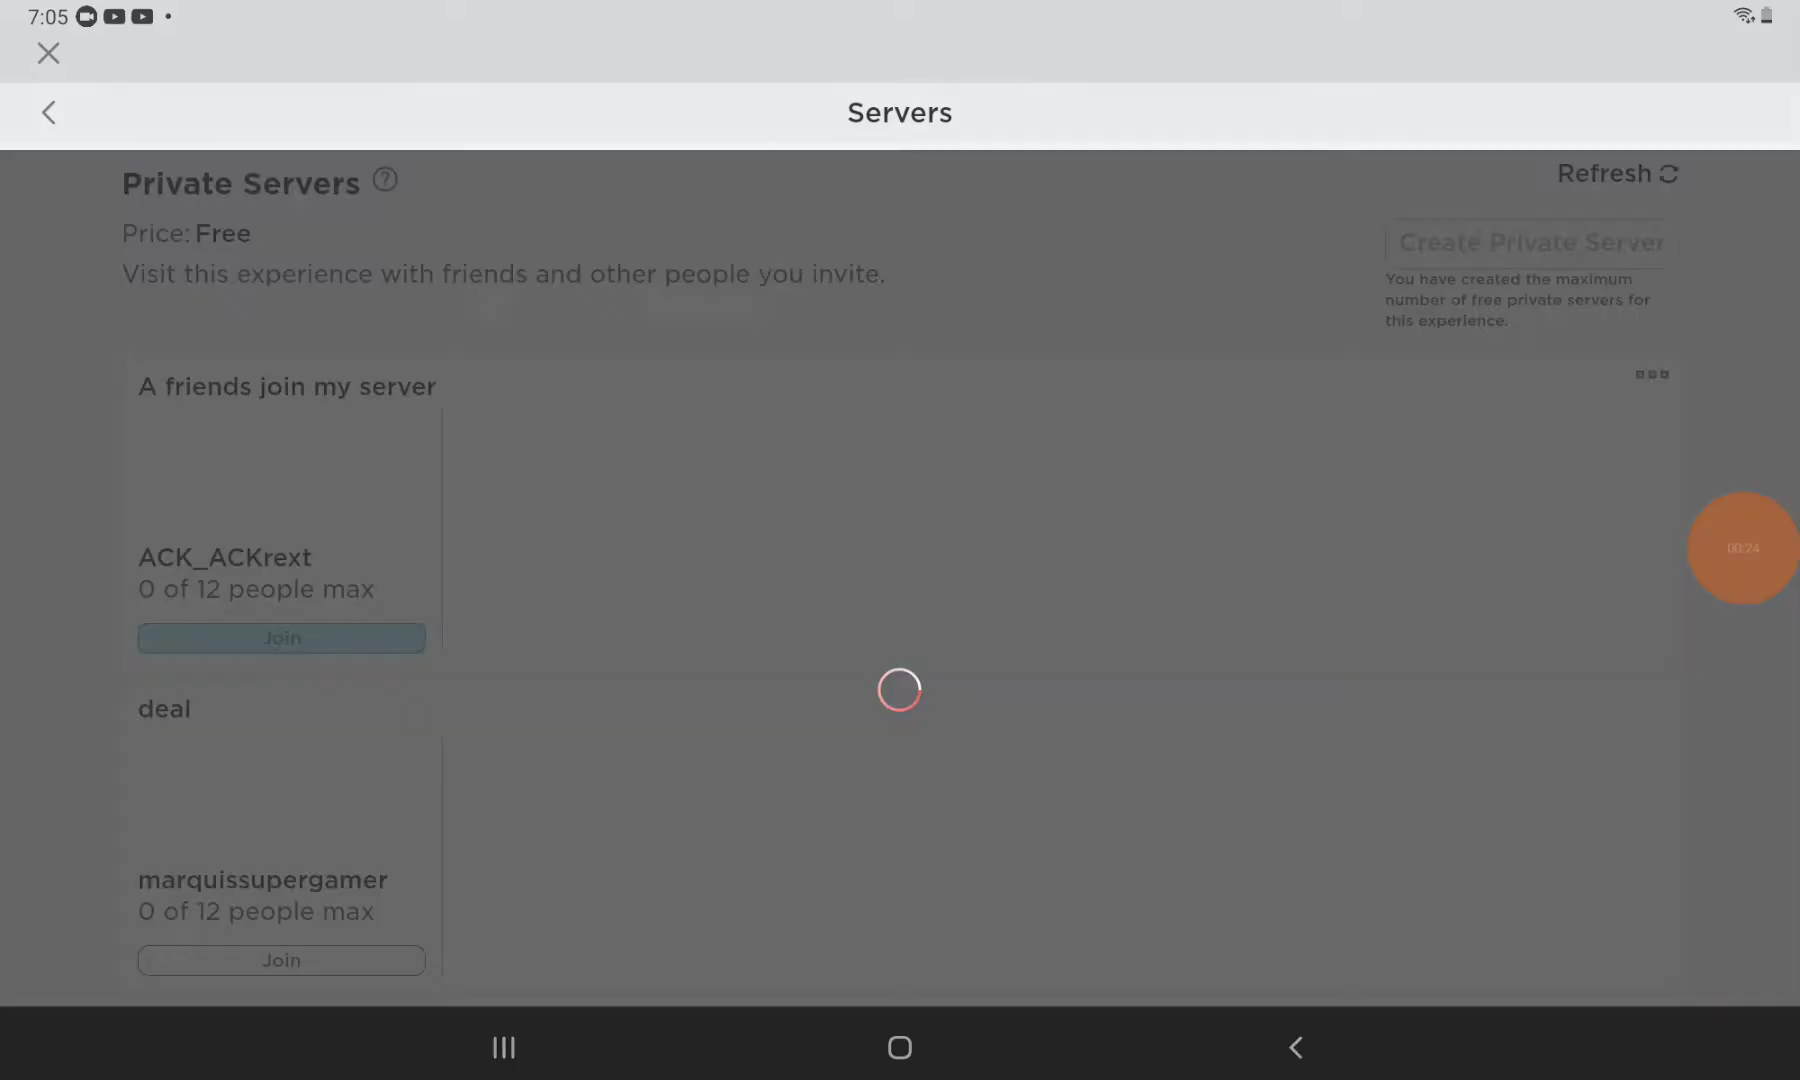 7:05
Servers
Private Servers ?
Refresh
Price: Free
Create Private Server
Visit this experience with friends and other people you invite.
You have created the maximum
number of free private servers for
this experience.
A friends join my server
ACK_ACKrext
0 of 12 people max
Join
00:24
deal
marquissupergamer
0 of 12 people max
Join